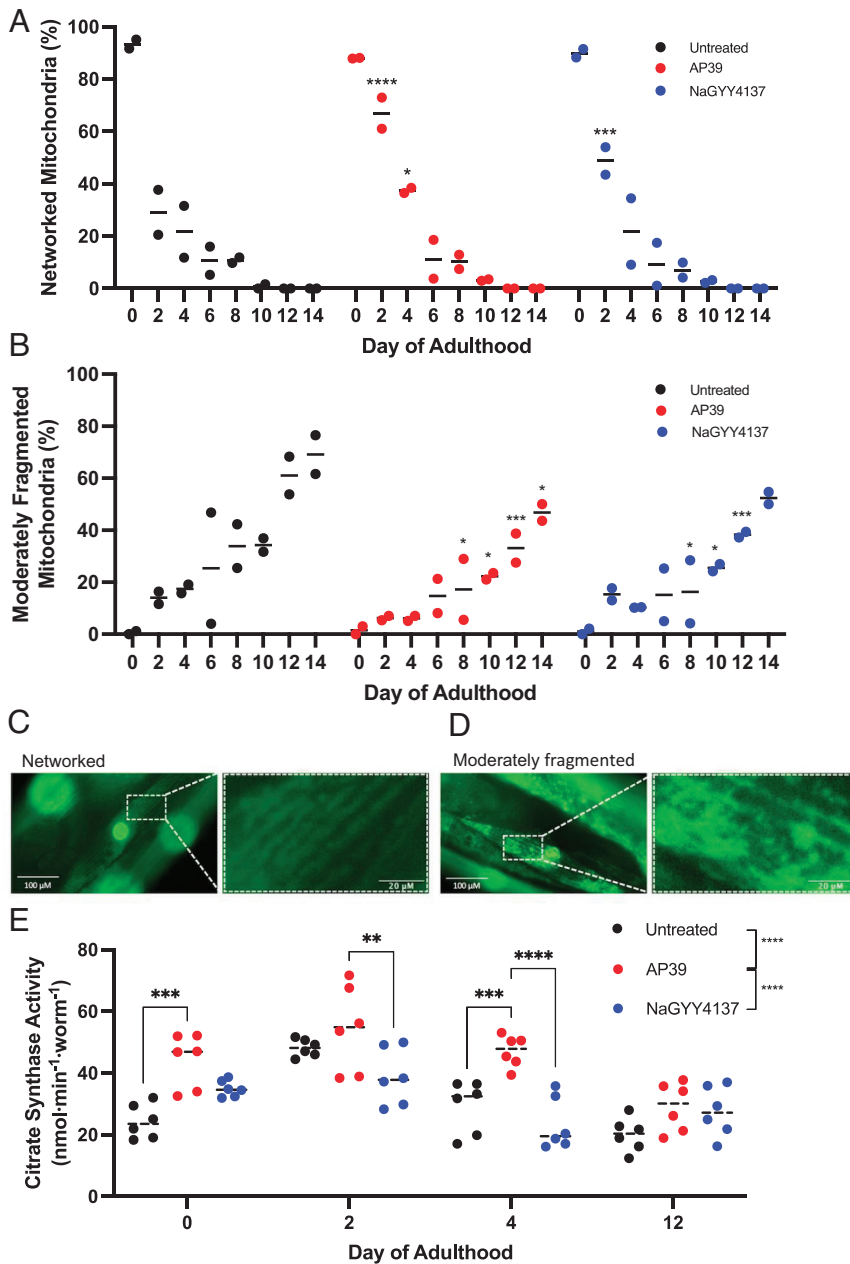 A
Networked Mitochondria (%)
100
80
60
40
20
0
**** 
*
***
Untreated
AP39
NaGYY4137
0 2 4 6 8 10 12 14 0 2 4 6 8 10 12 14 0 2 4 6 8 10 12 14
Day of Adulthood
B
Moderately Fragmented
Mitochondria (%)
100
80
60
40
20
0
Untreated
AP39
NaGYY4137
* * *** *
* * ***
0 2 4 6 8 10 12 14 0 2 4 6 8 10 12 14 0 2 4 6 8 10 12 14
Day of Adulthood
C
Networked
100 μM
20 μM
D
Moderately fragmented
100 μM
20 μM
E
Citrate Synthase Activity
(nmol·min⁻¹·worm⁻¹)
80
60
40
20
0
***
**
***
****
Untreated
AP39
NaGYY4137
****
****
0 2 4 12
Day of Adulthood